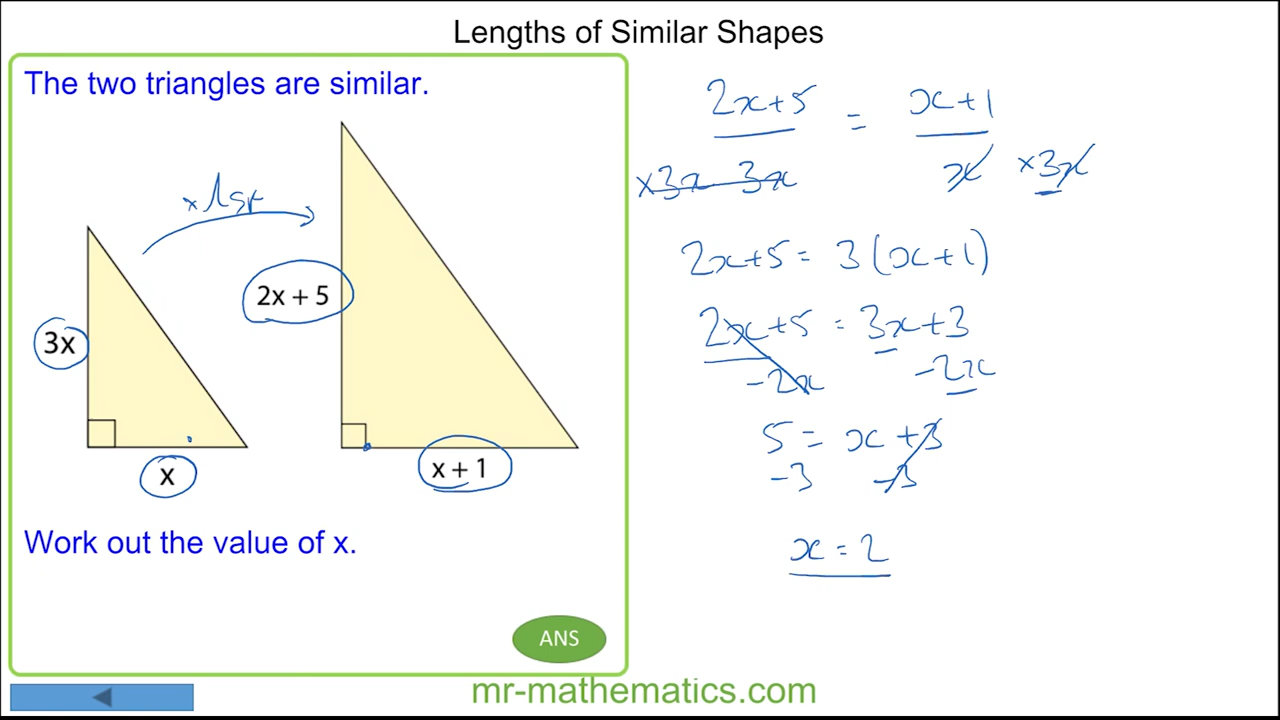 Lengths of Similar Shapes
The two triangles are similar.
× lsf
3x
x
2x + 5
x + 1
Work out the value of x.
ANS
2x+5 = x+1
×3x 3x x ×3x
2x+5 = 3(x+1)
2x+5 = 3x+3
-2x -2x
5 = x +3
-3 -3
x = 2
mr-mathematics.com